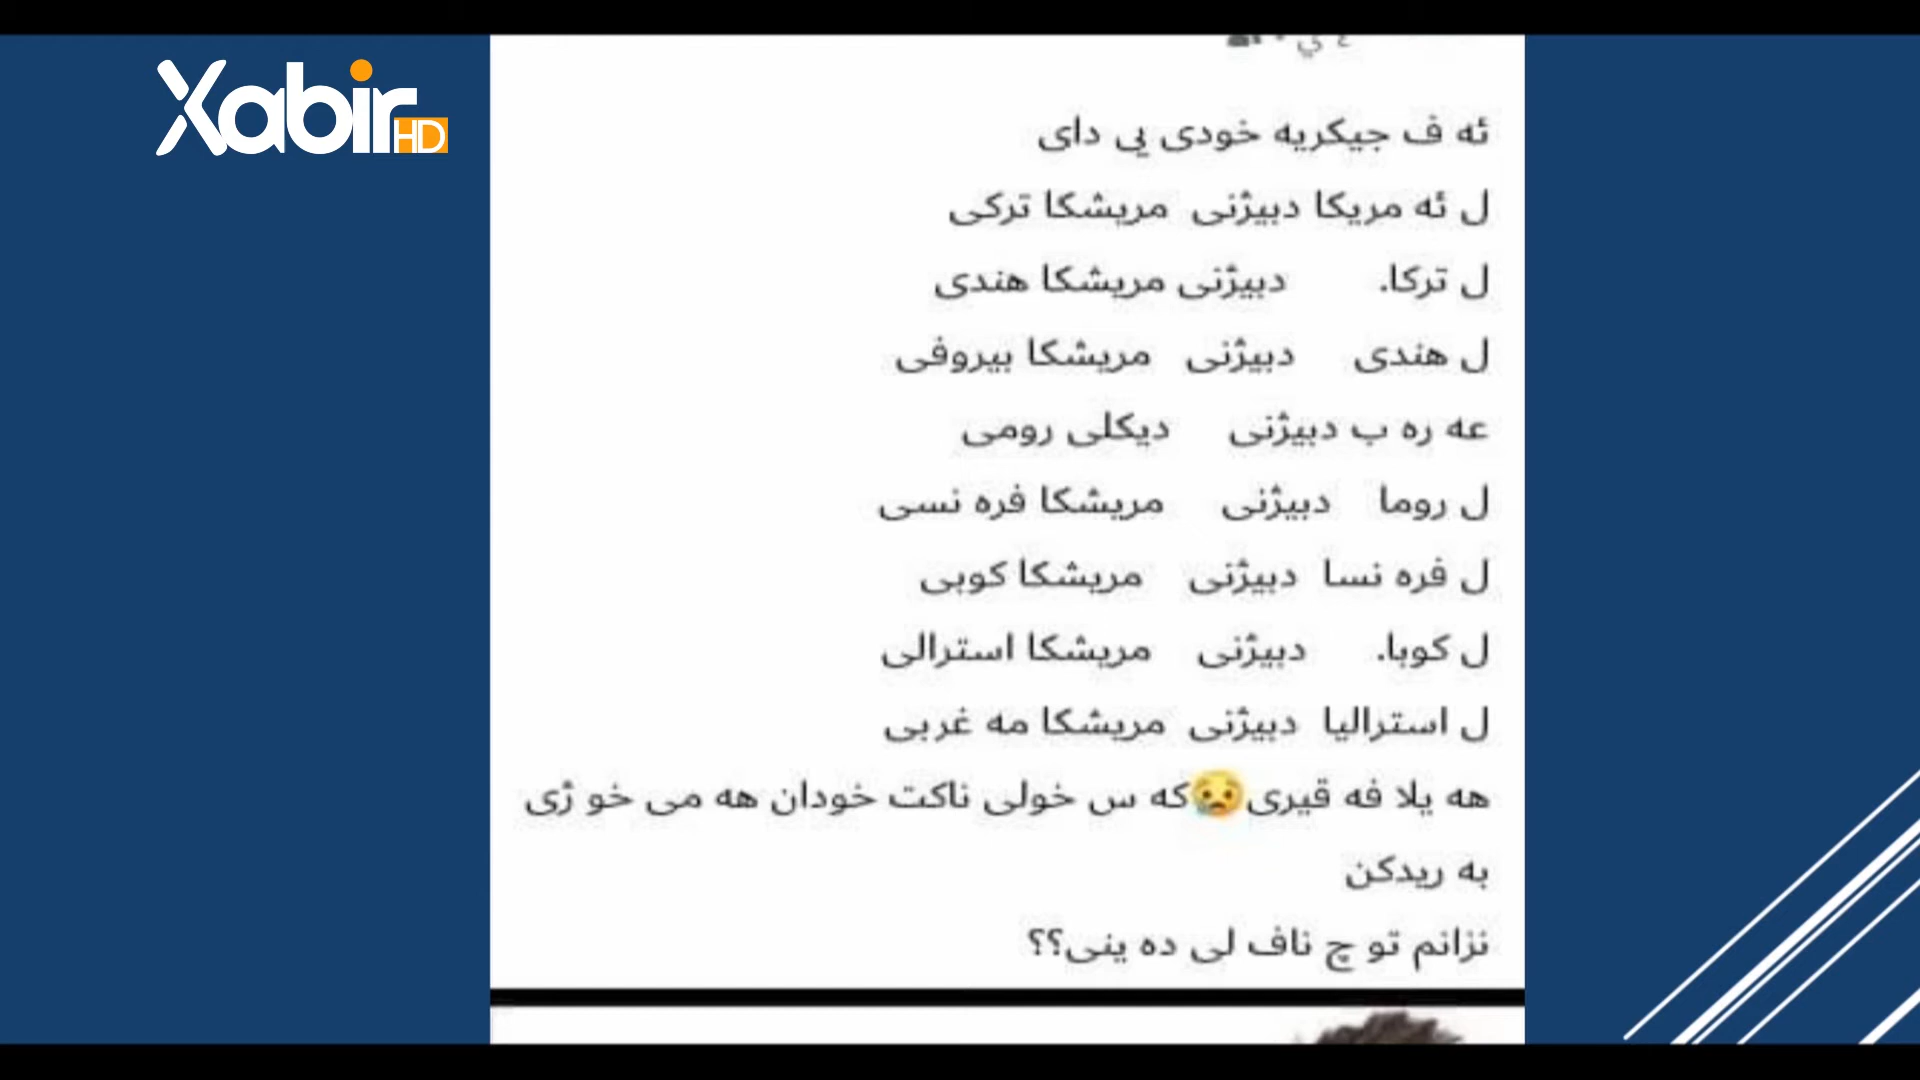 Xabir HD
ئه ف جیکریه خودی یی دای
ل ئه مریکا دبیژنی مریشکا ترکی
ل ترکا. دبیژنی مریشکا هندی
ل هندی دبیژنی مریشکا بیروفی
عه ره ب دبیژنی دیکلی رومی
ل روما دبیژنی مریشکا فره نسی
ل فره نسا دبیژنی مریشکا کوبی
ل کوبا. دبیژنی مریشکا استرالی
ل استرالیا دبیژنی مریشکا مه غربی
هه یلا فه قیری😢که س خولی ناکت خودان هه می خو ژی
به ریدکن
نزانم تو چ ناف لی ده ینی؟؟